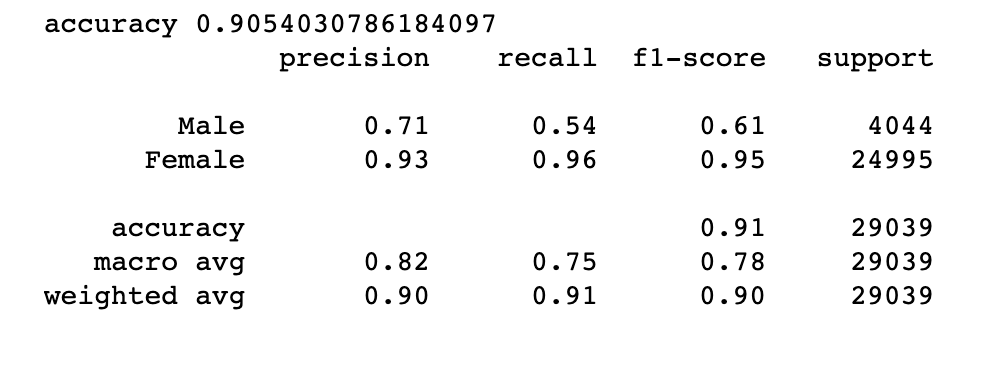 accuracy 0.9054030786184097
precision recall f1-score support
Male 0.71 0.54 0.61 4044
Female 0.93 0.96 0.95 24995
accuracy 0.91 29039
macro avg 0.82 0.75 0.78 29039
weighted avg 0.90 0.91 0.90 29039